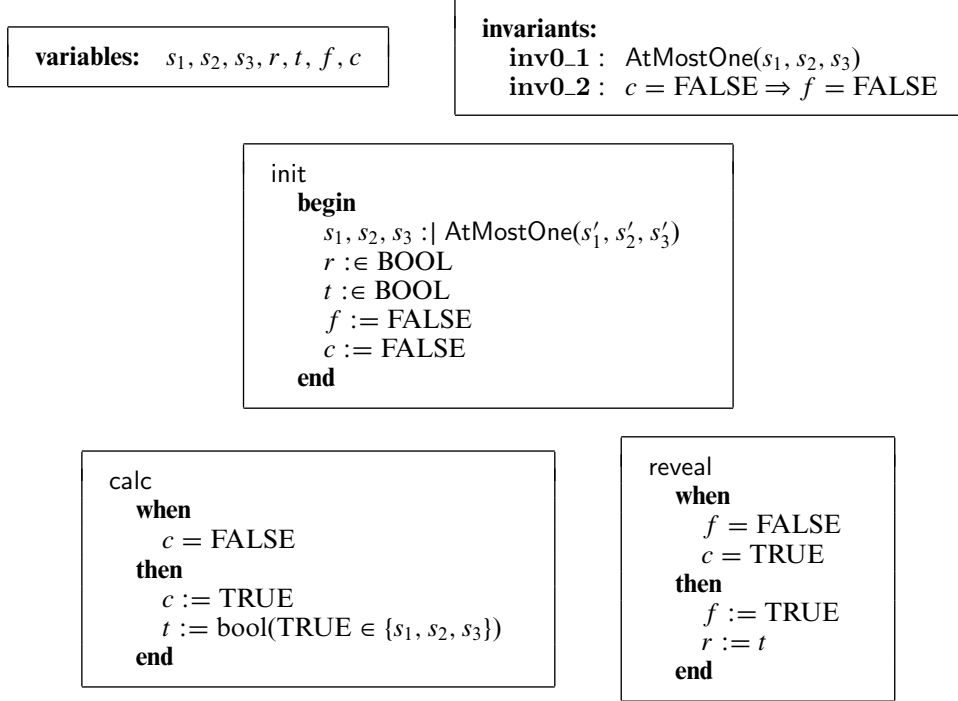 variables: s₁, s₂, s₃, r, t, f, c
invariants:
inv0_1 : AtMostOne(s₁, s₂, s₃)
inv0_2 : c = FALSE ⇒ f = FALSE
init
begin
s₁, s₂, s₃ :| AtMostOne(s′₁, s′₂, s′₃)
r :∈ BOOL
t :∈ BOOL
f := FALSE
c := FALSE
end
calc
when
c = FALSE
then
c := TRUE
t := bool(TRUE ∈ {s₁, s₂, s₃})
end
reveal
when
f = FALSE
c = TRUE
then
f := TRUE
r := t
end